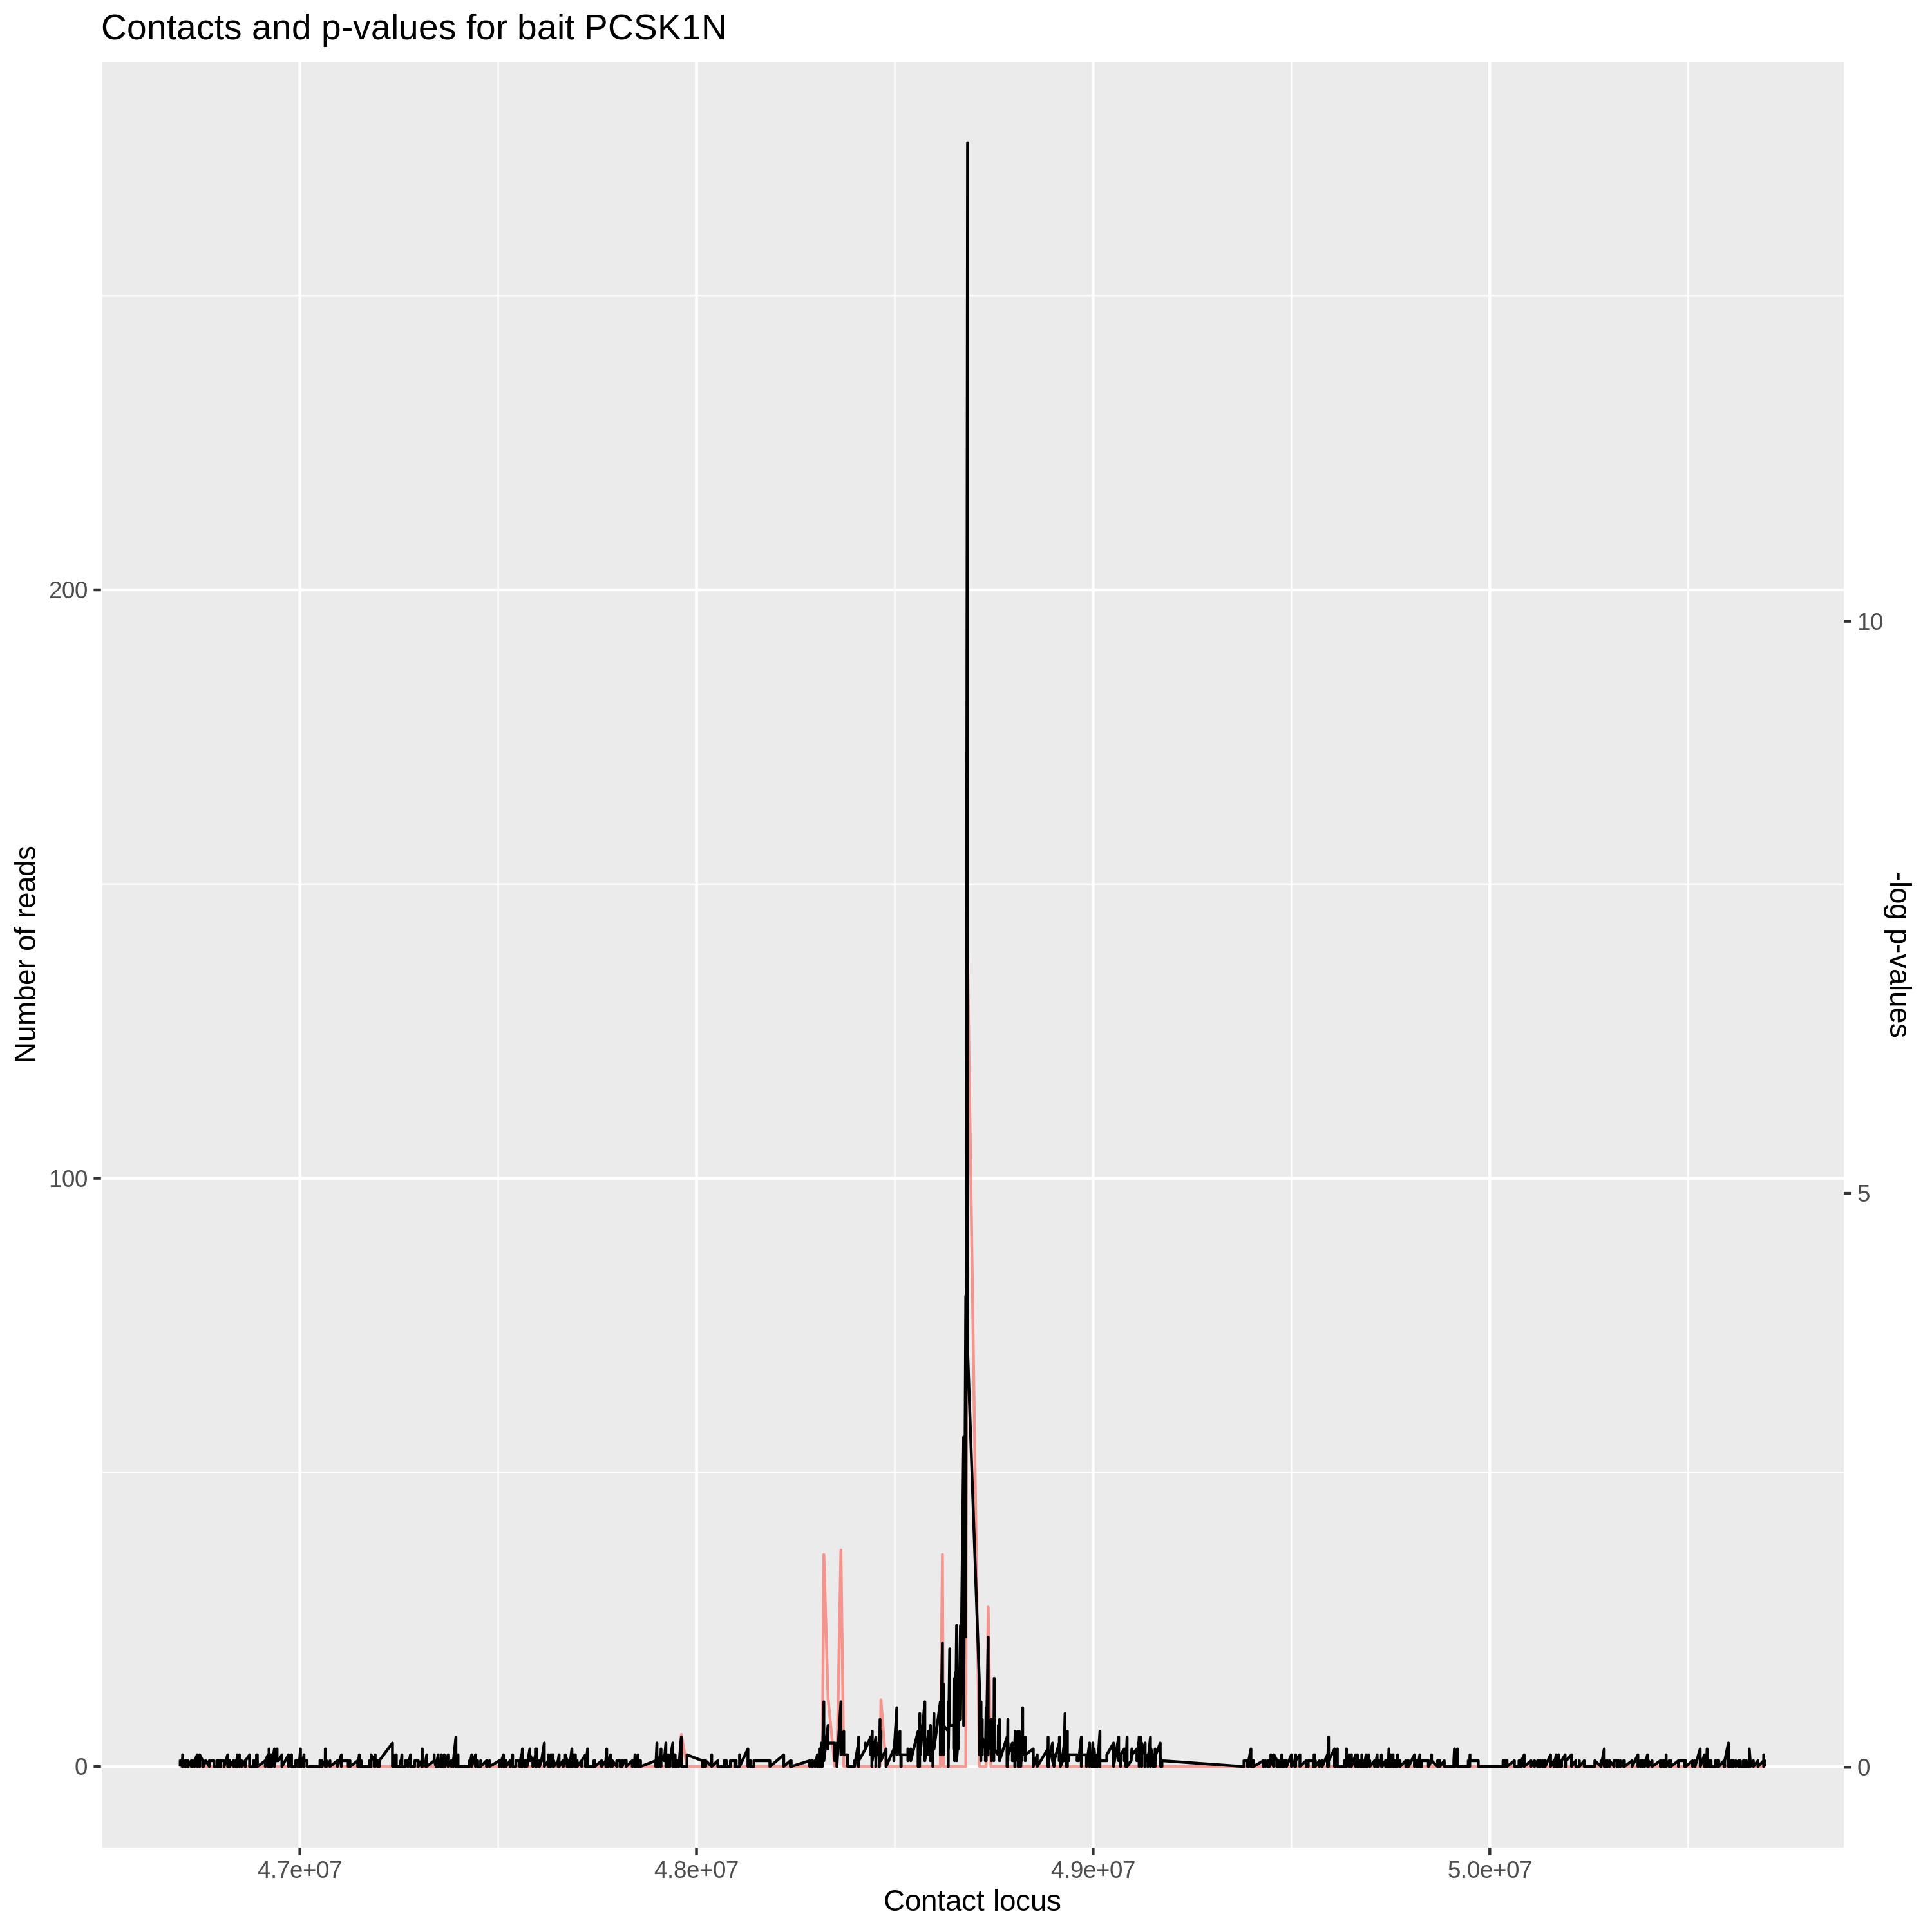 Contacts and p-values for bait PCSK1N
Number of reads
200
100
0
10
5
0
-log p-values
4.7e+07
4.8e+07
4.9e+07
5.0e+07
Contact locus